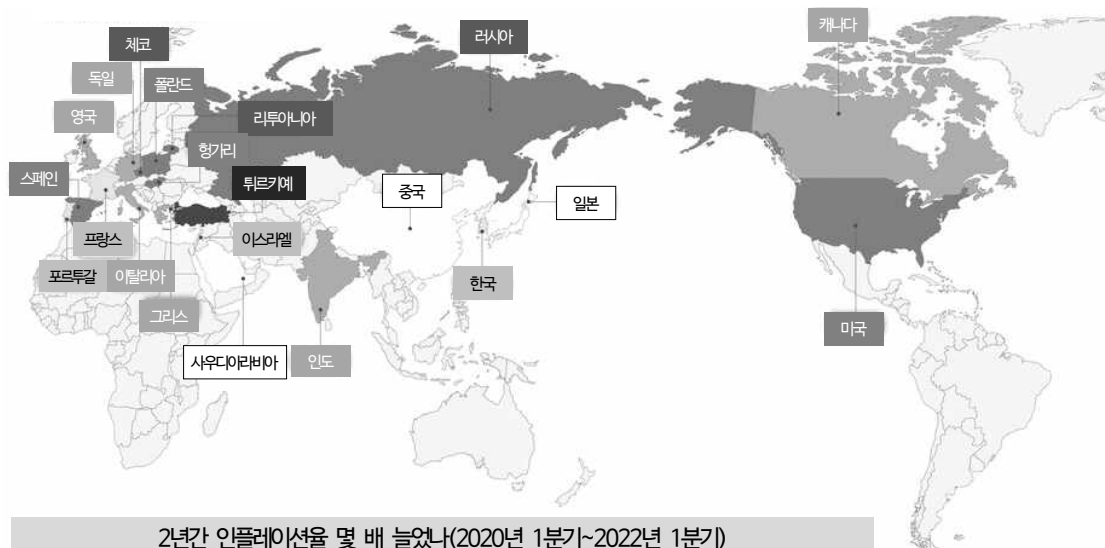 체코
러시아
캐나다
독일
폴란드
영국
리투아니아
헝가리
스페인
튀르키예
중국
일본
프랑스
이스라엘
포르투갈
이탈리아
한국
그리스
미국
사우디아라비아
인도
2년간 인플레이션율 몇 배 늘었나(2020년 1분기~2022년 1분기)